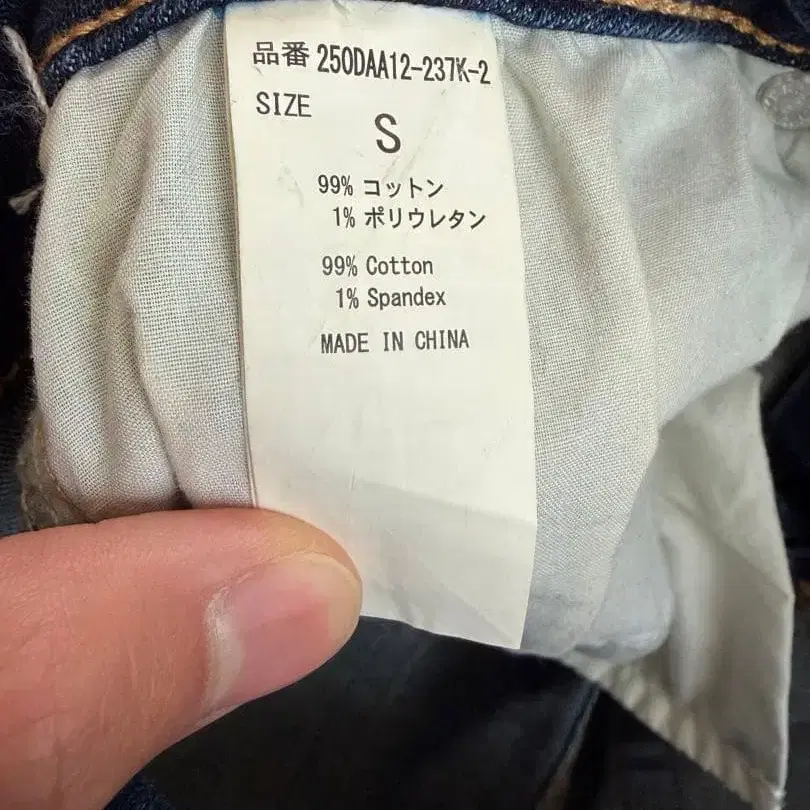 品番 250DAA12-237K-2
SIZE
S
99% コットン
1% ポリウレタン
99% Cotton
1% Spandex
MADE IN CHINA